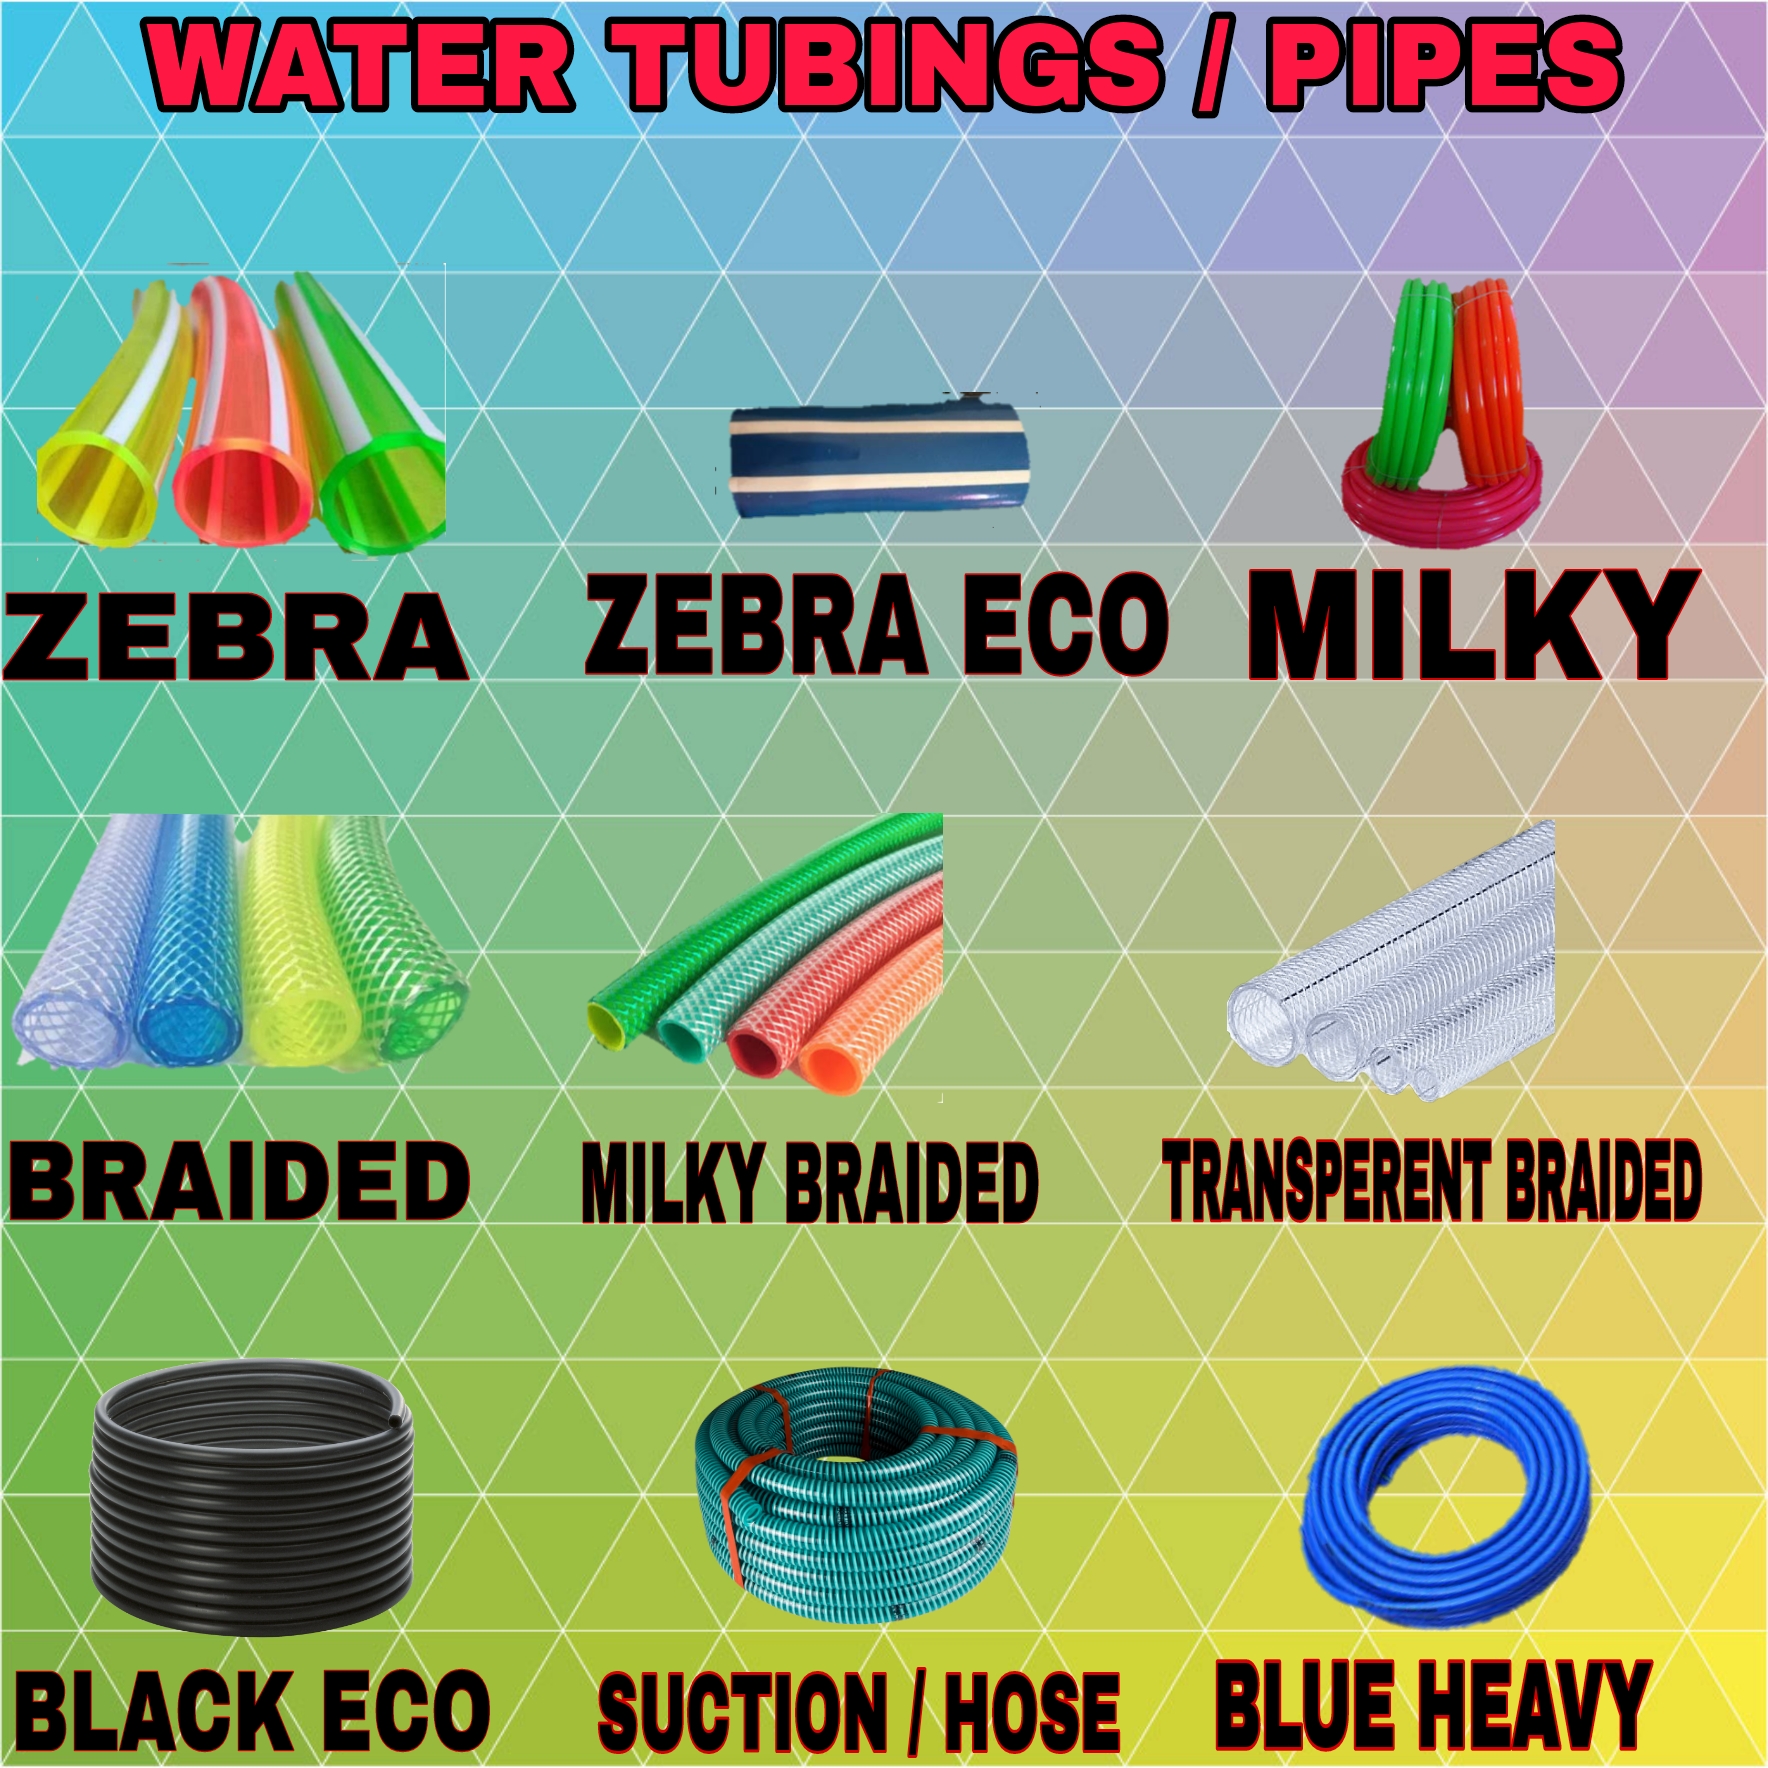 WATER TUBINGS / PIPES
ZEBRA
ZEBRA ECO
MILKY
BRAIDED
MILKY BRAIDED
TRANSPERENT BRAIDED
BLACK ECO
SUCTION / HOSE
BLUE HEAVY